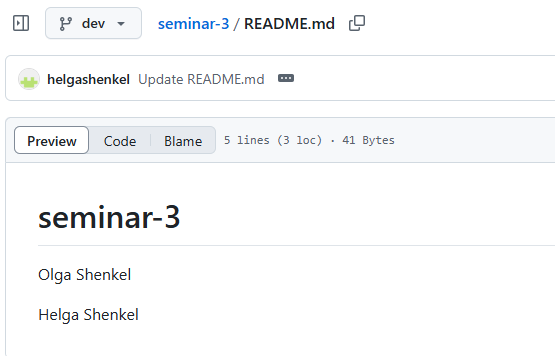 dev seminar-3 / README.md
helgashenkel Update README.md
Preview Code Blame 5 lines (3 loc) · 41 Bytes
seminar-3
Olga Shenkel
Helga Shenkel